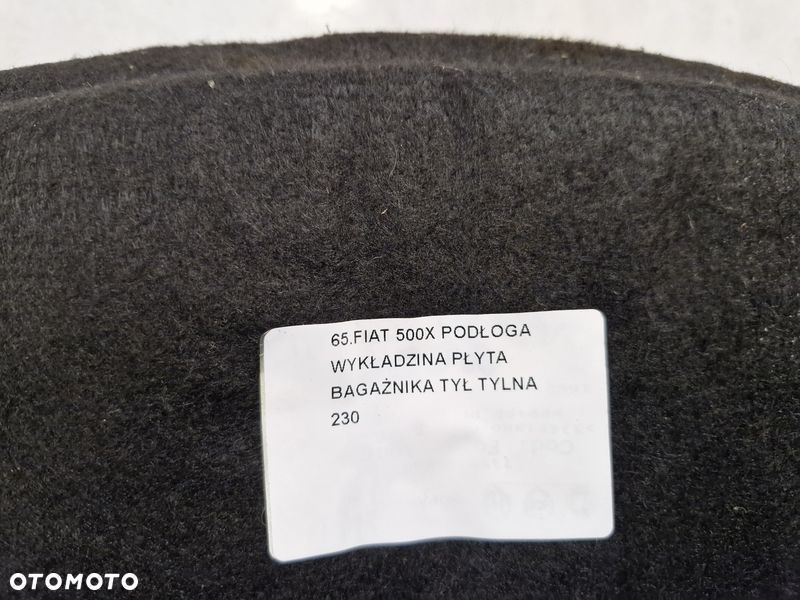 65.FIAT 500X PODŁOGA
WYKŁADZINA PŁYTA
BAGAŻNIKA TYŁ TYLNA
230
OTOMOTO